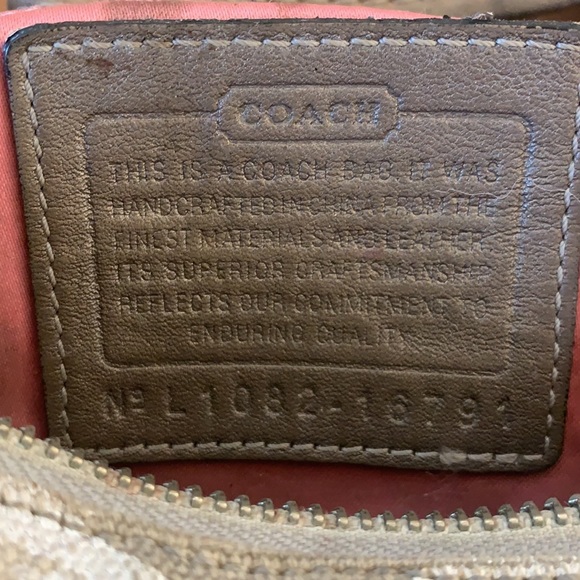 COACH
THIS IS A COACH BAG. IT WAS
HANDCRAFTED IN CHINA FROM THE
FINEST MATERIALS AND LEATHER.
ITS SUPERIOR CRAFTSMANSHIP
REFLECTS OUR COMMITMENT TO
ENDURING QUALITY.
Nº L1082-16791